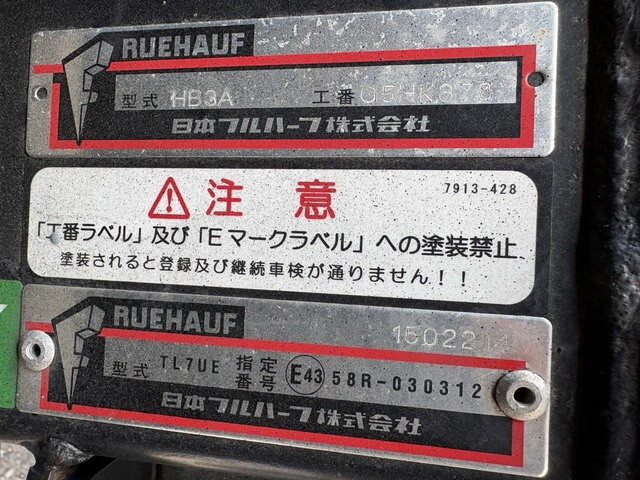 RUEHAUF
型式 HB3A 工番
日本フルハーフ株式会社
注 意 7913-428
「工番ラベル」及び「Eマークラベル」への塗装禁止
塗装されると登録及び継続車検が通りません!!
RUEHAUF
1502214
型式 TL7UE 指定番号 E43 58R-030312
日本フルハーフ株式会社